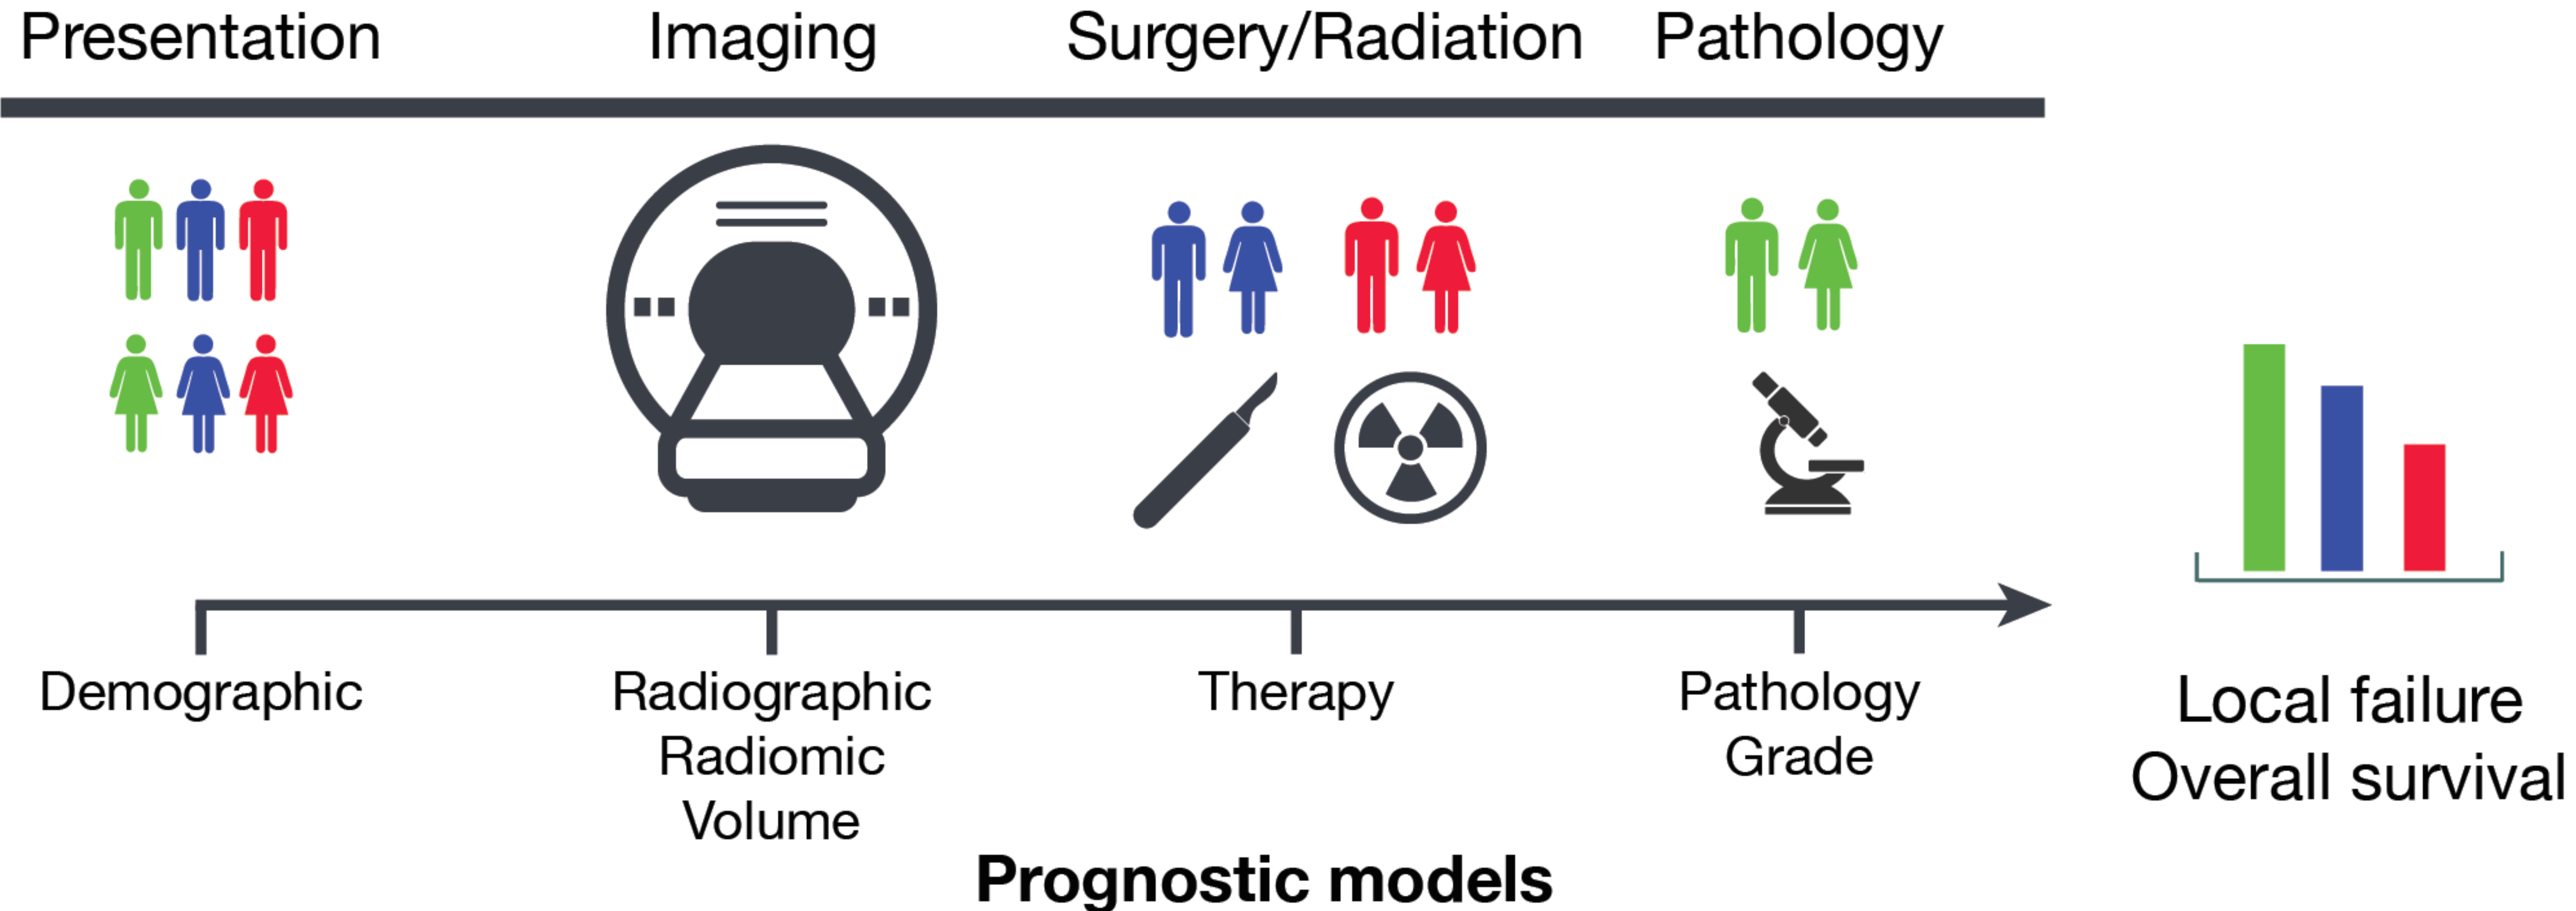 Presentation
Imaging
Surgery/Radiation
Pathology
Demographic
Radiographic
Radiomic
Volume
Therapy
Pathology
Grade
Local failure
Overall survival
Prognostic models